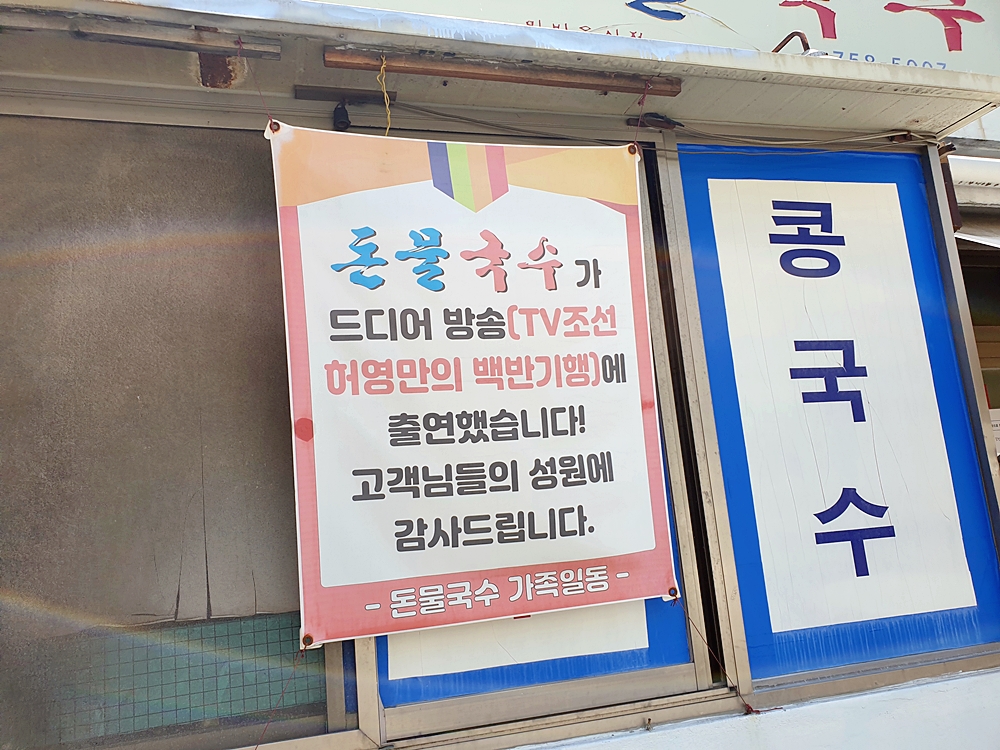 758-5007
돈물국수가
드디어 방송(TV조선
허영만의 백반기행)에
출연했습니다!
고객님들의 성원에
감사드립니다.
- 돈물국수 가족일동 -
콩
국
수